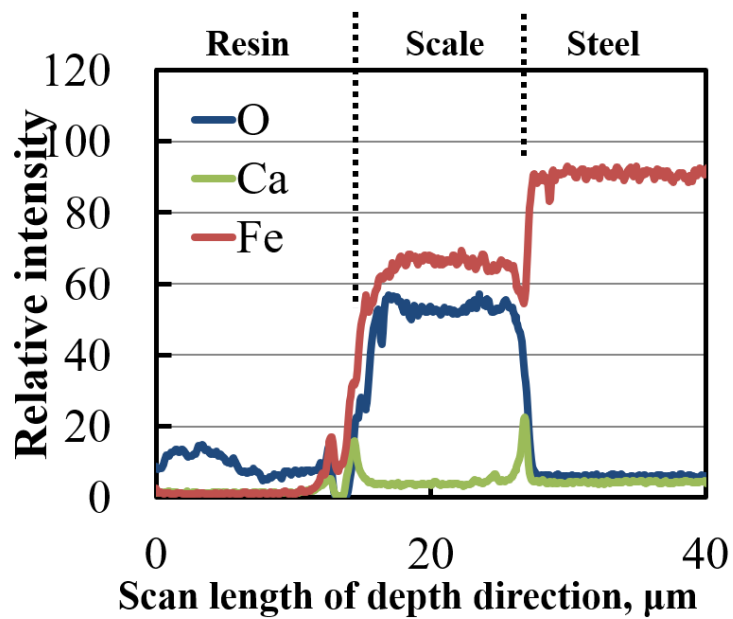 Resin Scale Steel
120
100
80
60
40
20
0
O
Ca
Fe
Relative intensity
0 20 40
Scan length of depth direction, μm